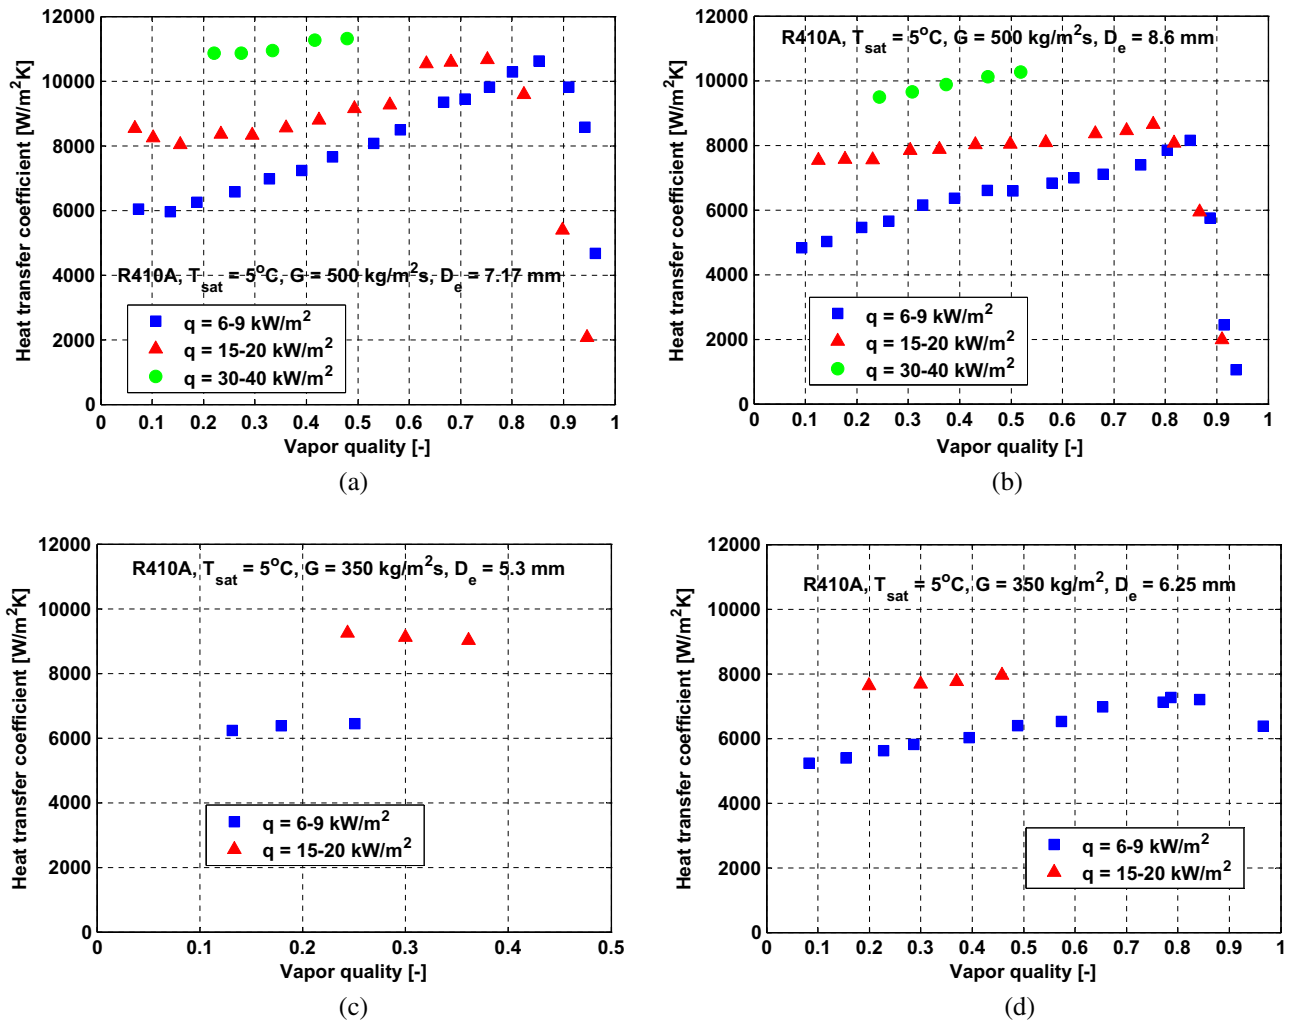 12000
10000
8000
6000
4000
2000
0
Heat transfer coefficient [W/m²K]
R410A, T_sat = 5°C, G = 500 kg/m²s, D_e = 7.17 mm
q = 6-9 kW/m²
q = 15-20 kW/m²
q = 30-40 kW/m²
0 0.1 0.2 0.3 0.4 0.5 0.6 0.7 0.8 0.9 1
Vapor quality [-]
(a)
12000
10000
8000
6000
4000
2000
0
Heat transfer coefficient [W/m²K]
R410A, T_sat = 5°C, G = 500 kg/m²s, D_e = 8.6 mm
q = 6-9 kW/m²
q = 15-20 kW/m²
q = 30-40 kW/m²
0 0.1 0.2 0.3 0.4 0.5 0.6 0.7 0.8 0.9 1
Vapor quality [-]
(b)
12000
10000
8000
6000
4000
2000
0
Heat transfer coefficient [W/m²K]
R410A, T_sat = 5°C, G = 350 kg/m²s, D_e = 5.3 mm
q = 6-9 kW/m²
q = 15-20 kW/m²
0 0.1 0.2 0.3 0.4 0.5
Vapor quality [-]
(c)
12000
10000
8000
6000
4000
2000
0
Heat transfer coefficient [W/m²K]
R410A, T_sat = 5°C, G = 350 kg/m², D_e = 6.25 mm
q = 6-9 kW/m²
q = 15-20 kW/m²
0 0.1 0.2 0.3 0.4 0.5 0.6 0.7 0.8 0.9 1
Vapor quality [-]
(d)